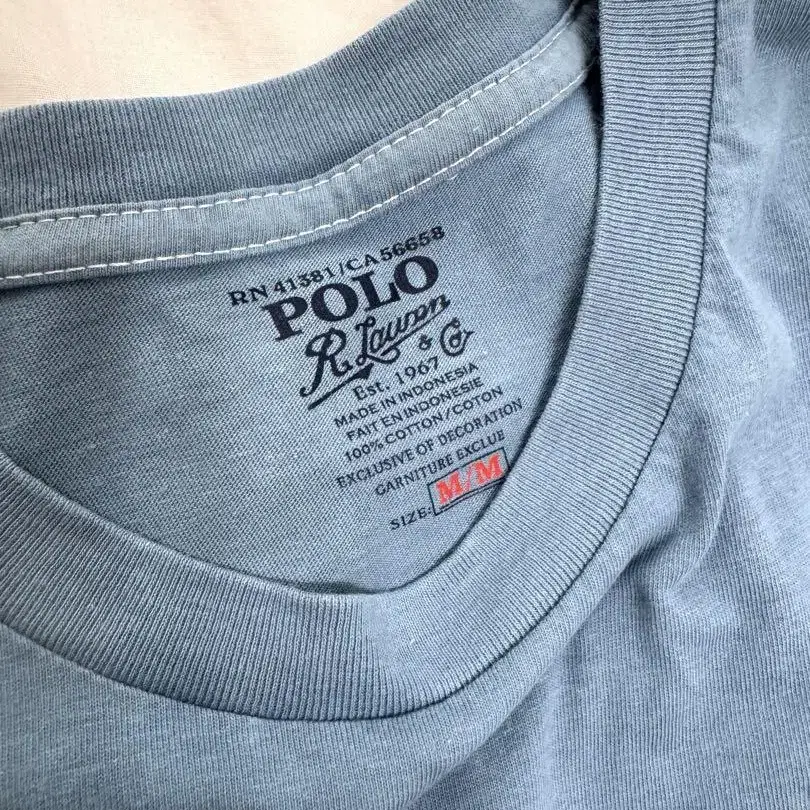 RN 41381/CA 56658
POLO
R. Lauren
& Co
Est. 1967
MADE IN INDONESIA
FAIT EN INDONESIE
100% COTTON/COTON
EXCLUSIVE OF DECORATION
GARNITURE EXCLUE
SIZE: M/M